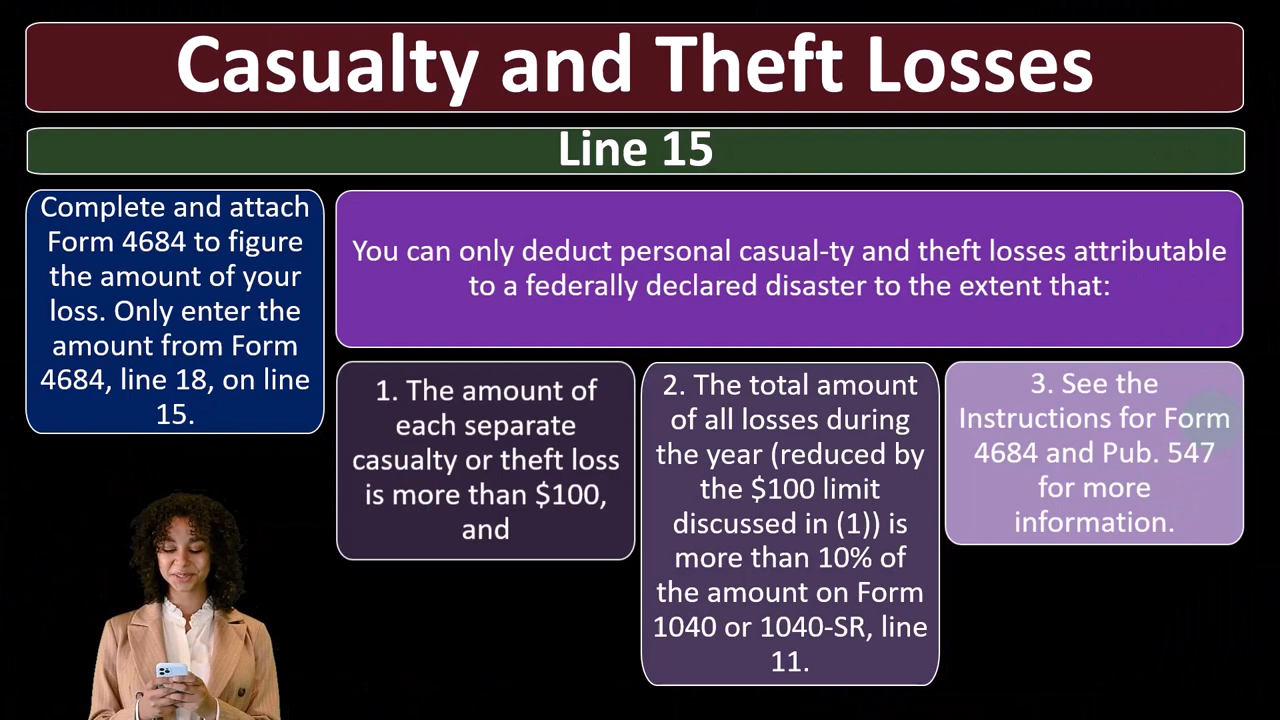 Casualty and Theft Losses
Line 15
Complete and attach
Form 4684 to figure
the amount of your
loss. Only enter the
amount from Form
4684, line 18, on line
15.
You can only deduct personal casual-ty and theft losses attributable
to a federally declared disaster to the extent that:
1. The amount of
each separate
casualty or theft loss
is more than $100,
and
2. The total amount
of all losses during
the year (reduced by
the $100 limit
discussed in (1)) is
more than 10% of
the amount on Form
1040 or 1040-SR, line
11.
3. See the
Instructions for Form
4684 and Pub. 547
for more
information.